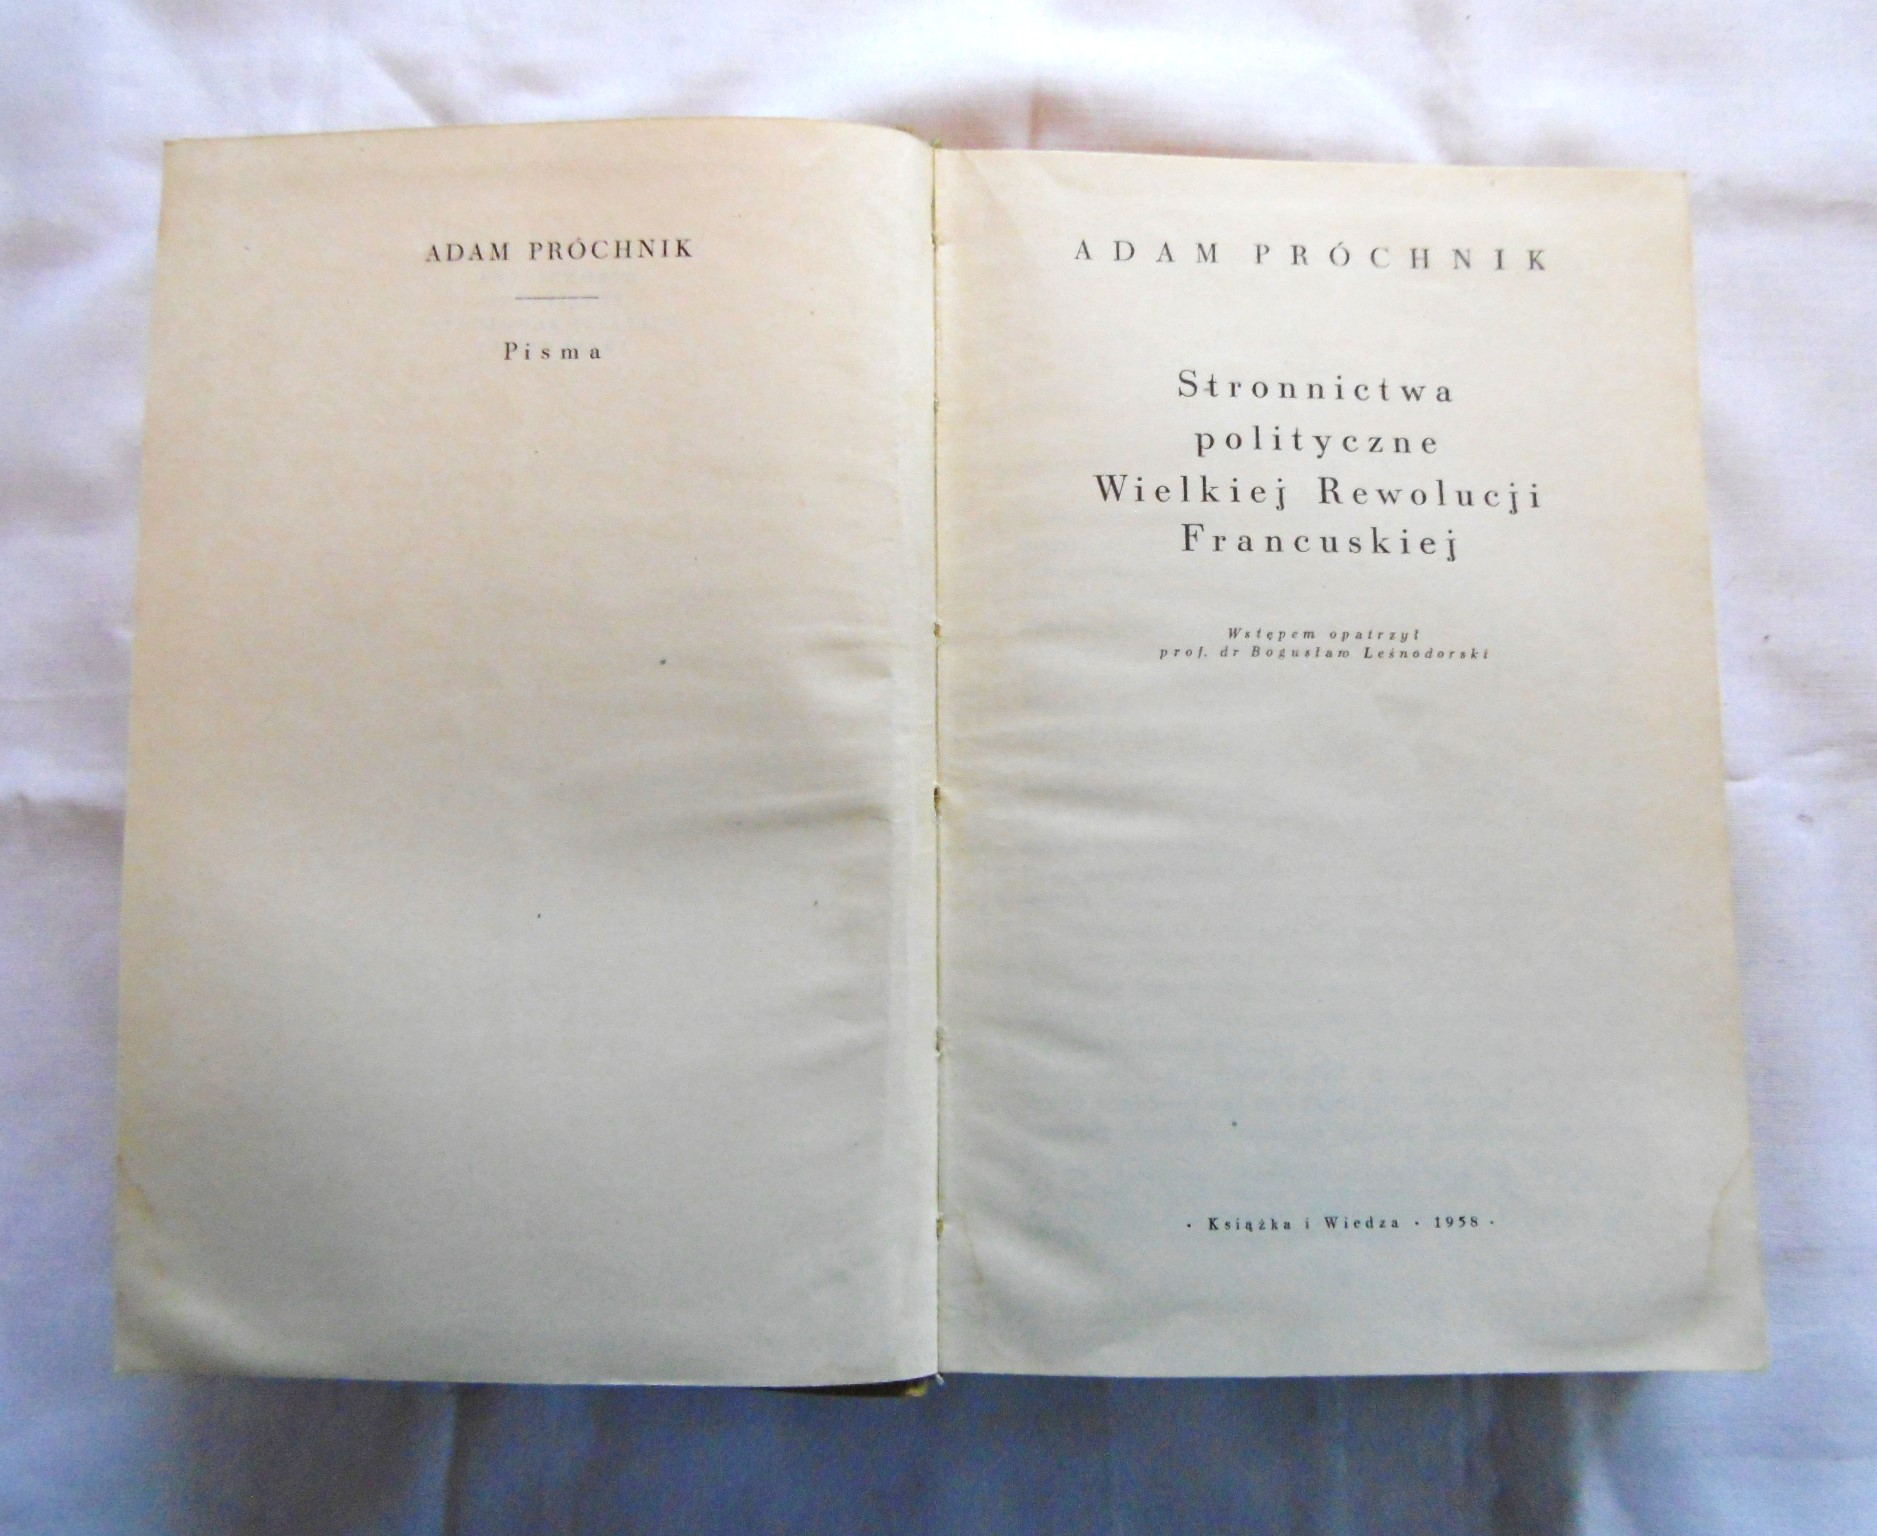 ADAM PRÓCHNIK
Pisma
ADAM PRÓCHNIK
Stronnictwa
polityczne
Wielkiej Rewolucji
Francuskiej
Wstępem opatrzył
prof. dr Bogusław Leśnodorski
· Książka i Wiedza · 1958 ·